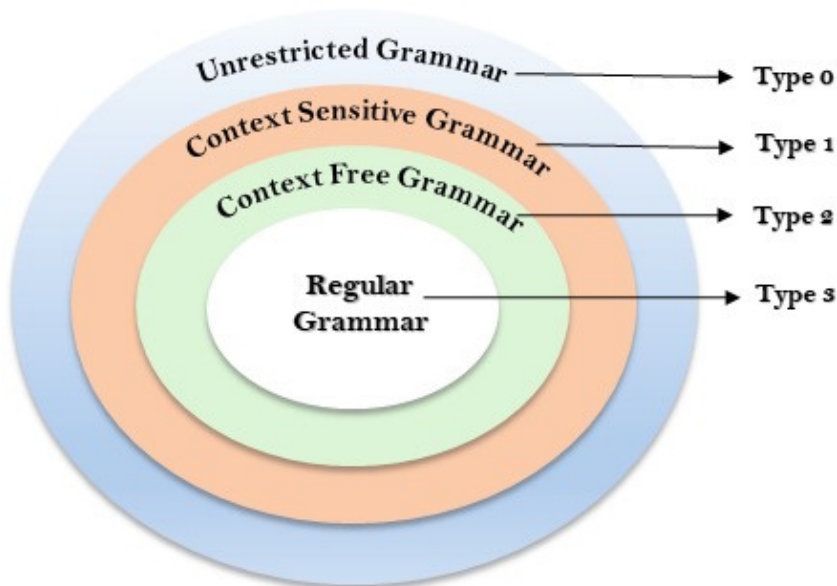 Unrestricted Grammar
Type 0
Context Sensitive Grammar
Type 1
Context Free Grammar
Type 2
Regular
Grammar
Type 3